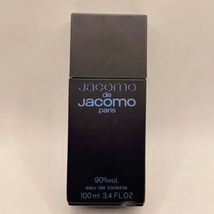 Jacomo
de
Jacomo
paris
90%vol.
eau de toilette
100 ml 3.4 FL.OZ